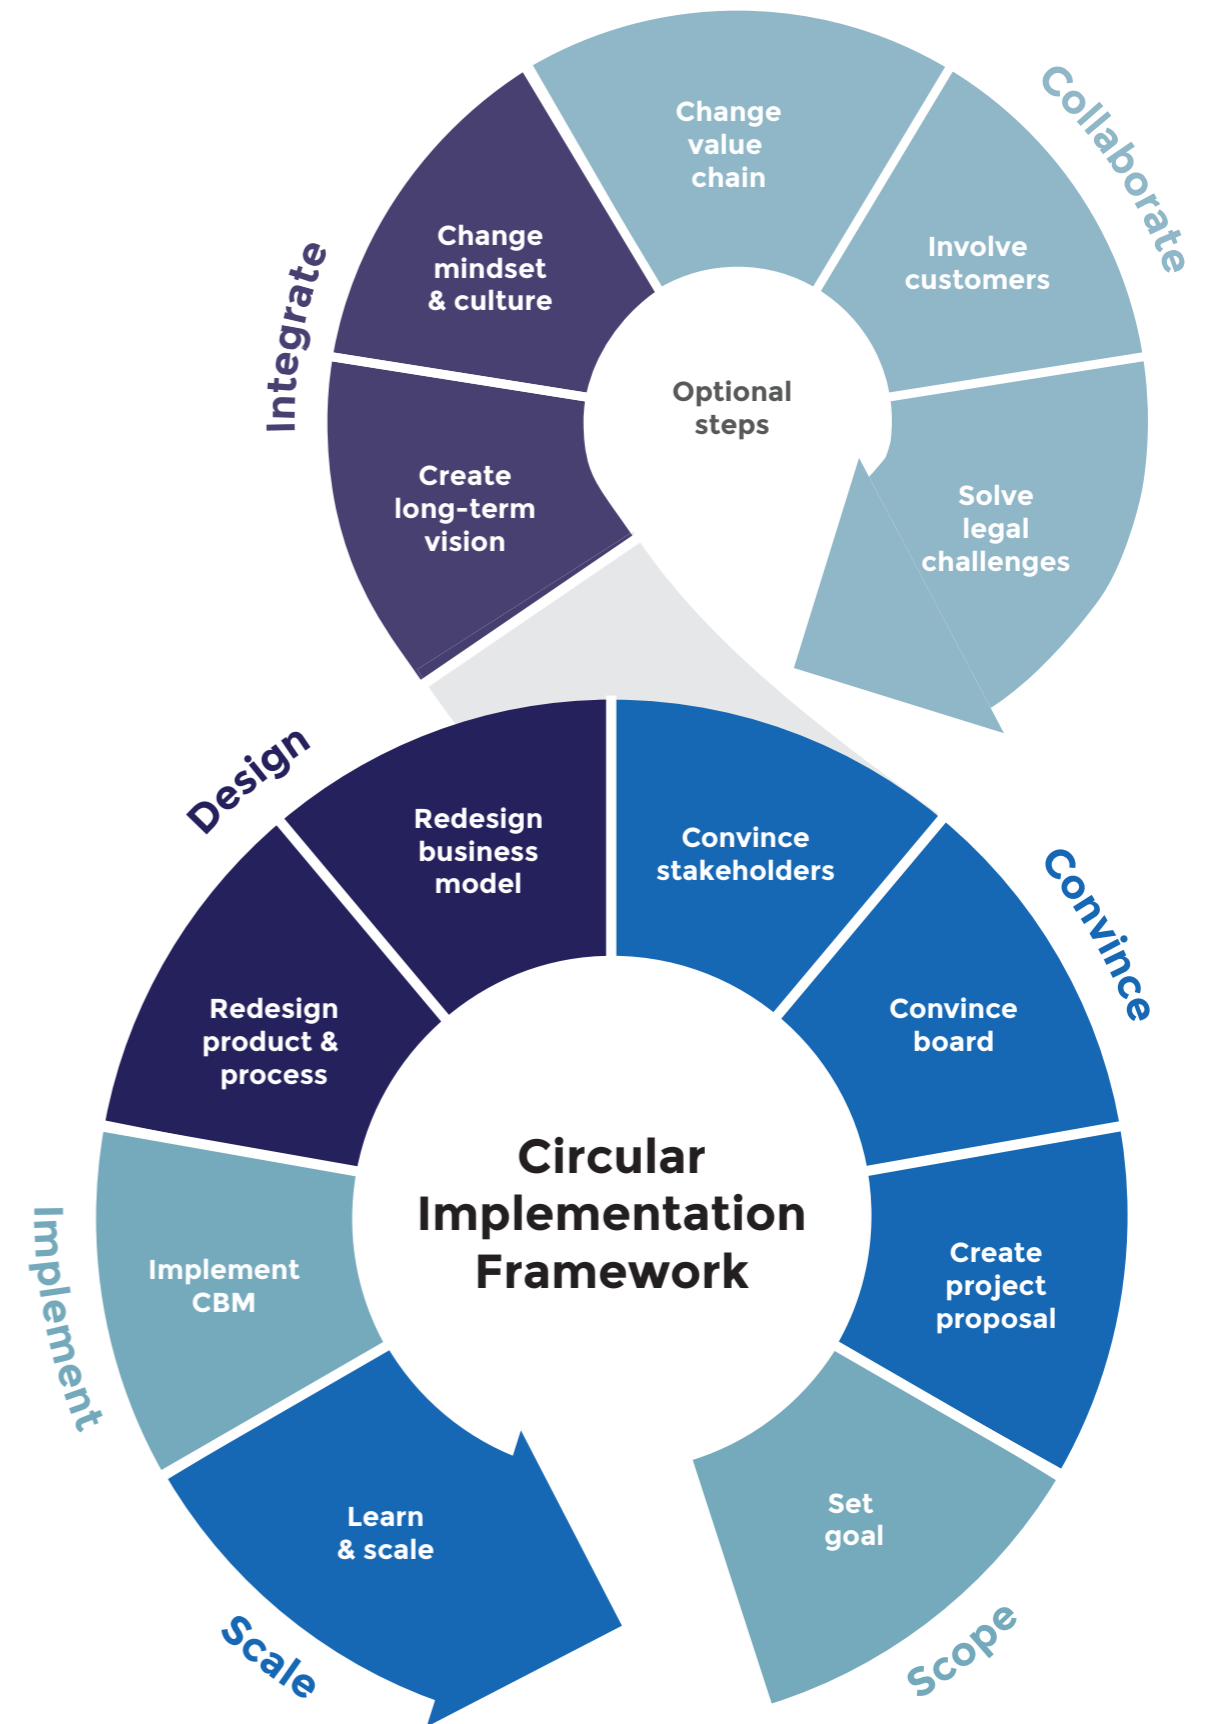 Collaborate
Change
value
chain
Integrate
Change
mindset
& culture
Involve
customers
Optional
steps
Create
long-term
vision
Solve
legal
challenges
Design
Redesign
business
model
Convince
stakeholders
Convince
Redesign
product &
process
Convince
board
Circular
Implementation
Framework
Implement
Implement
CBM
Create
project
proposal
Learn
& scale
Set
goal
Scale
Scope